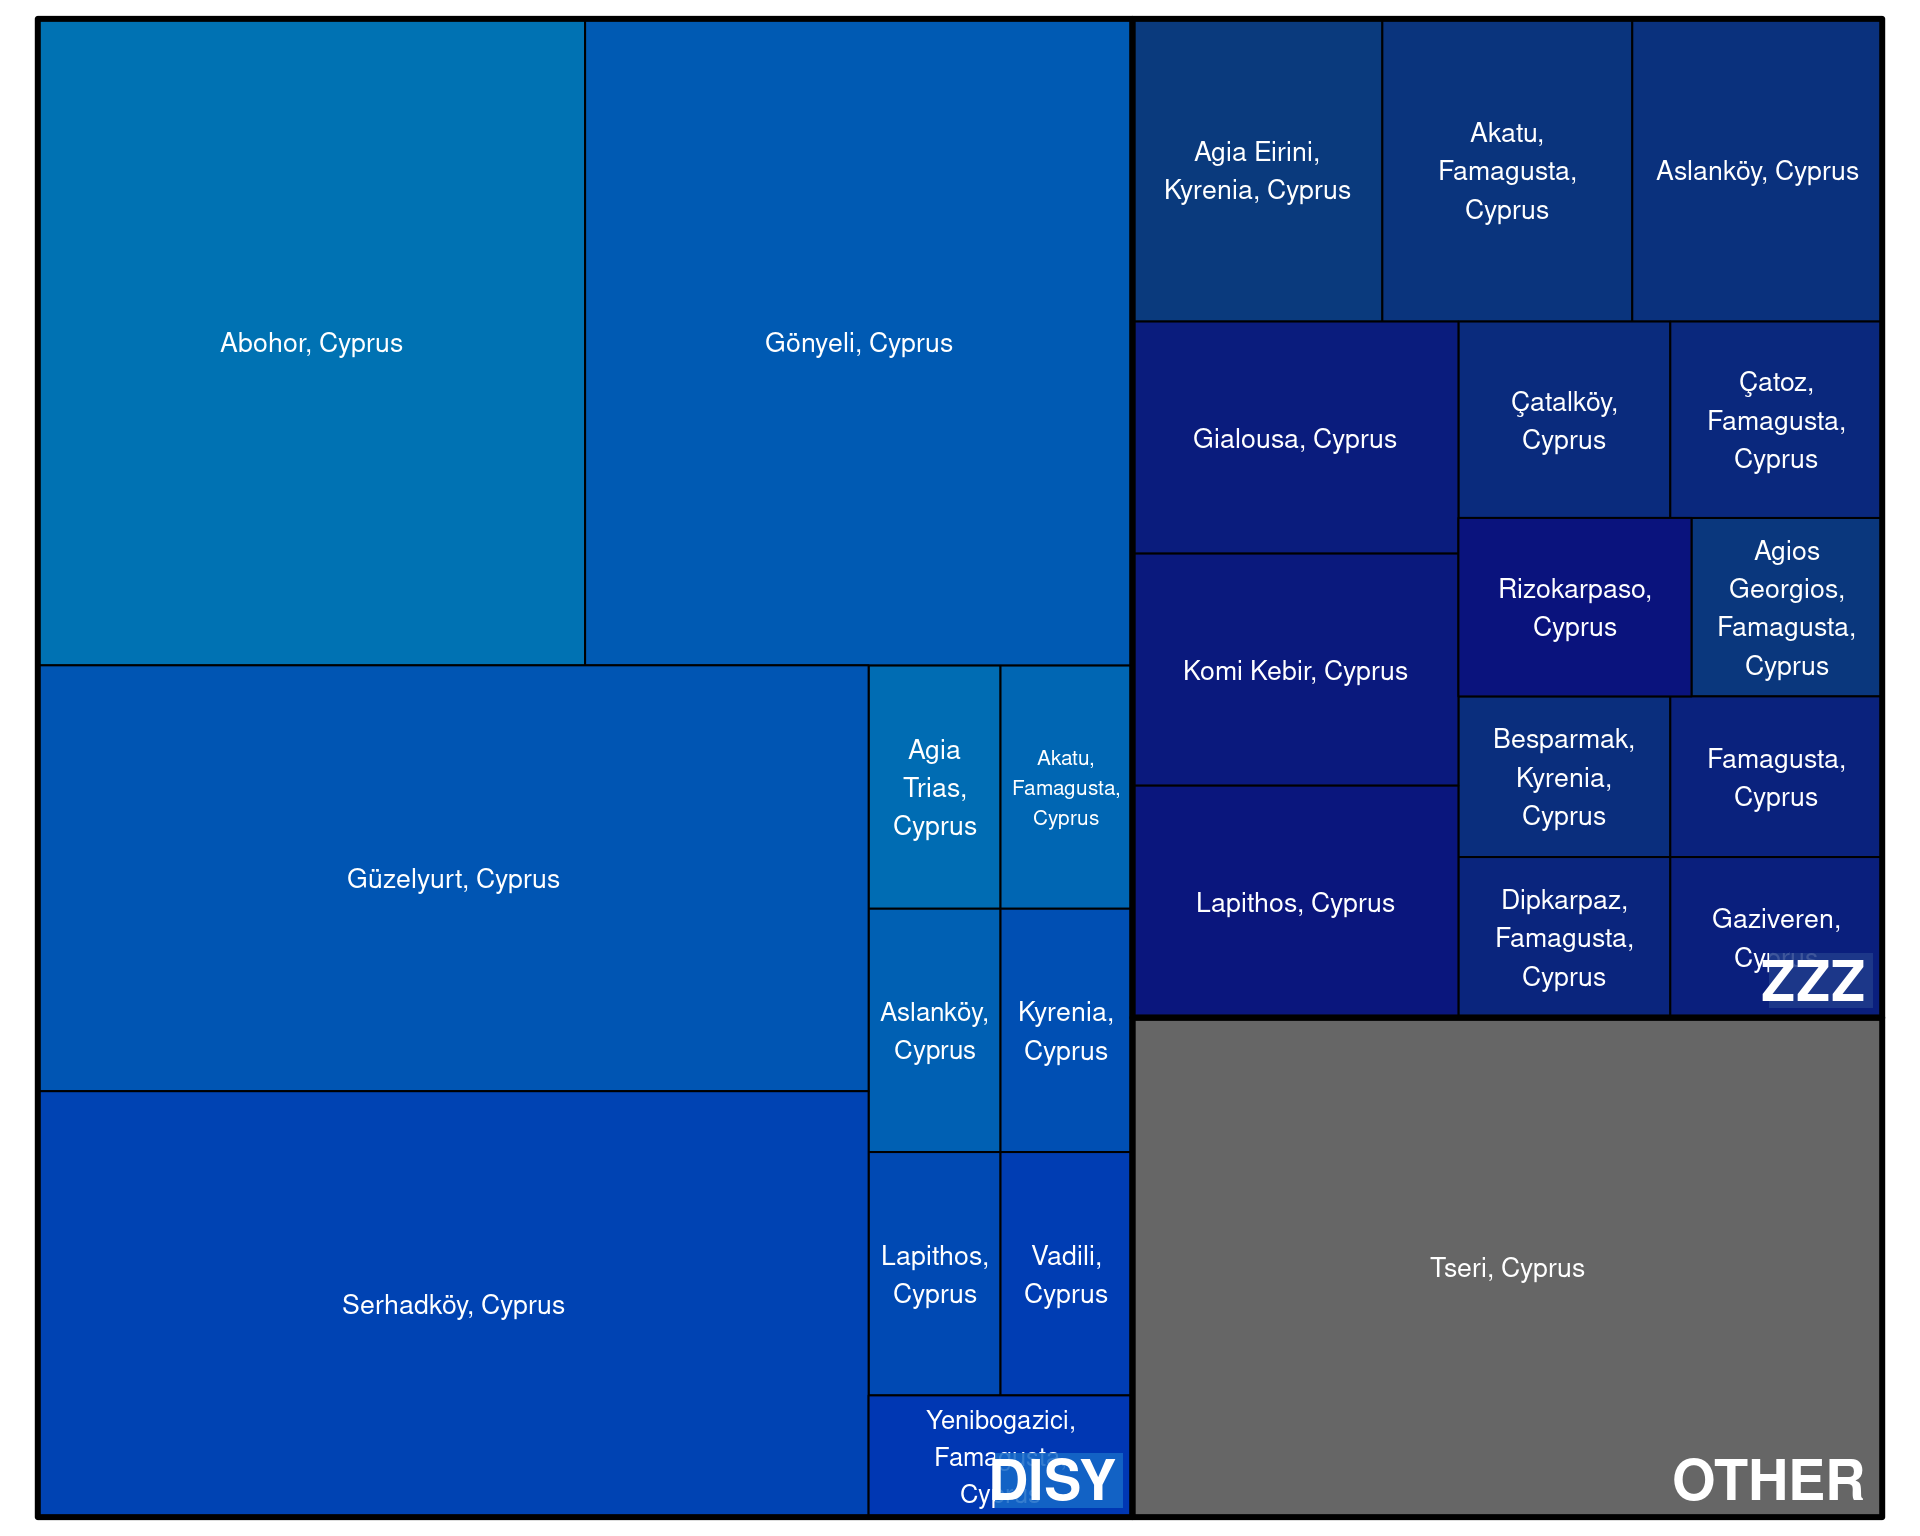 Abohor, Cyprus
Gönyeli, Cyprus
Güzelyurt, Cyprus
Serhadköy, Cyprus
Agia
Trias,
Cyprus
Akatu,
Famagusta,
Cyprus
Aslanköy,
Cyprus
Kyrenia,
Cyprus
Lapithos,
Cyprus
Vadili,
Cyprus
Yenibogazici,
Famagusta,
Cyprus
DISY
Agia Eirini,
Kyrenia, Cyprus
Akatu,
Famagusta,
Cyprus
Aslanköy, Cyprus
Gialousa, Cyprus
Komi Kebir, Cyprus
Lapithos, Cyprus
Çatalköy,
Cyprus
Çatoz,
Famagusta,
Cyprus
Rizokarpaso,
Cyprus
Agios
Georgios,
Famagusta,
Cyprus
Besparmak,
Kyrenia,
Cyprus
Famagusta,
Cyprus
Dipkarpaz,
Famagusta,
Cyprus
Gaziveren,
Cyprus
ZZZ
Tseri, Cyprus
OTHER